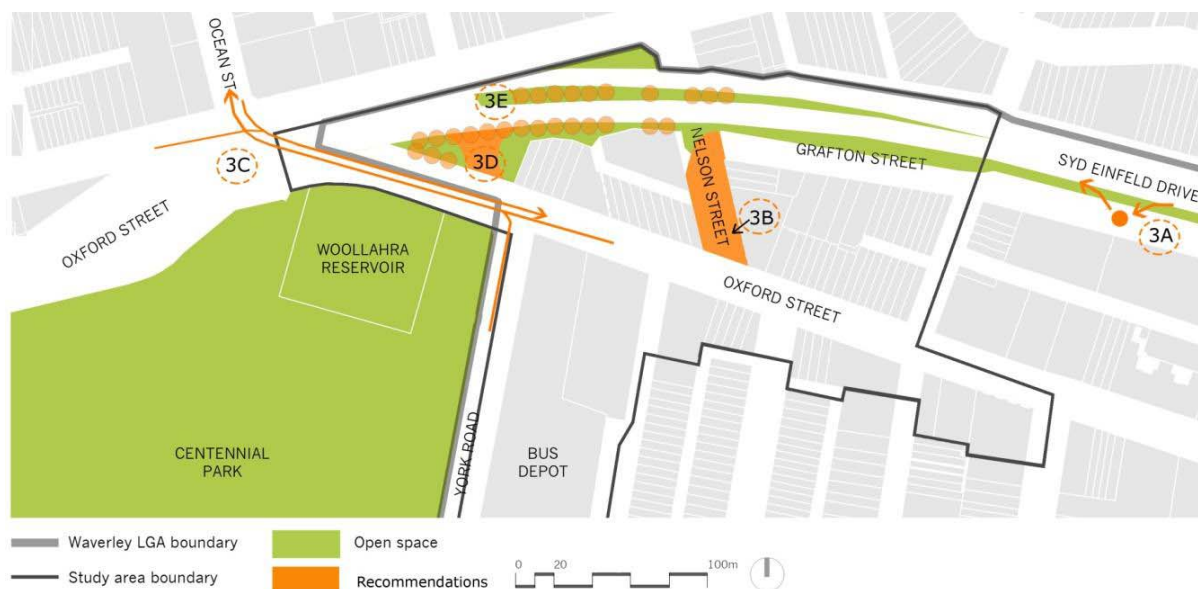 OCEAN ST
3E
3C
3D
NELSON STREET
GRAFTON STREET
SYD EINFELD DRIVE
3B
3A
OXFORD STREET
WOOLLAHRA
RESERVOIR
OXFORD STREET
CENTENNIAL
PARK
YORK ROAD
BUS
DEPOT
Waverley LGA boundary
Open space
0 20 100m
Study area boundary
Recommendations